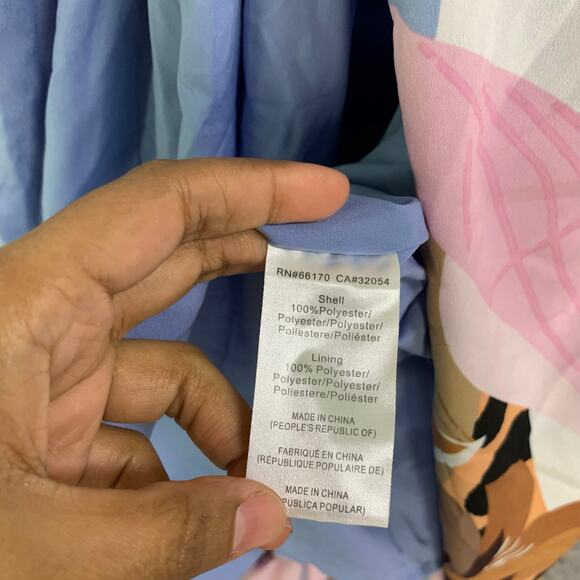 RN#66170 CA#32054
Shell
100%Polyester/
Polyester/Polyester/
Poliestere/Poliéster
Lining
100% Polyester/
Polyester/Polyester/
Poliestere/Poliéster
MADE IN CHINA
(PEOPLE'S REPUBLIC OF)
FABRIQUÉ EN CHINA
(RÉPUBLIQUE POPULAIRE DE)
MADE IN CHINA
PÚBLICA POPULAR)